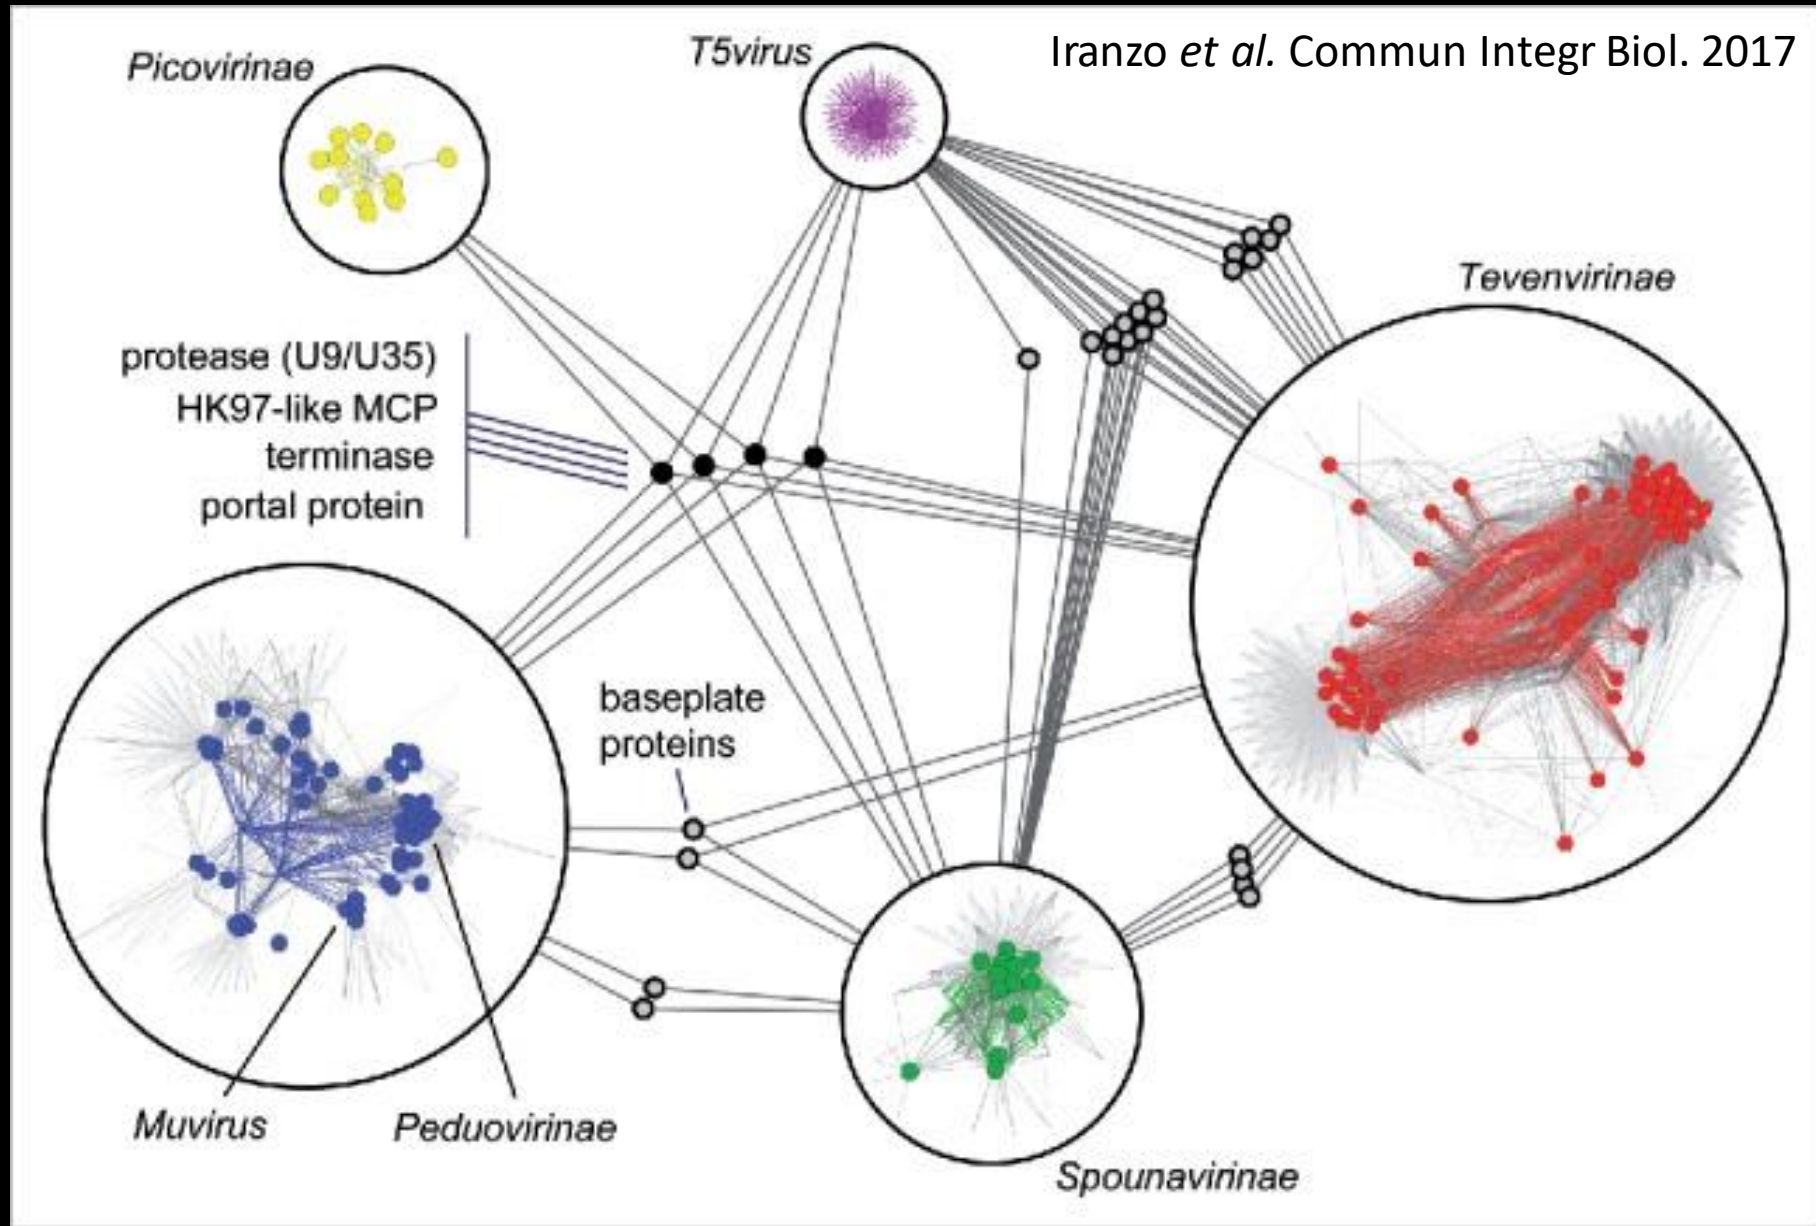 Iranzo et al. Commun Integr Biol. 2017
Picovirinae
T5virus
Tevenvirinae
protease (U9/U35)
HK97-like MCP
terminase
portal protein
baseplate
proteins
Muvirus
Peduovirinae
Spounavirinae